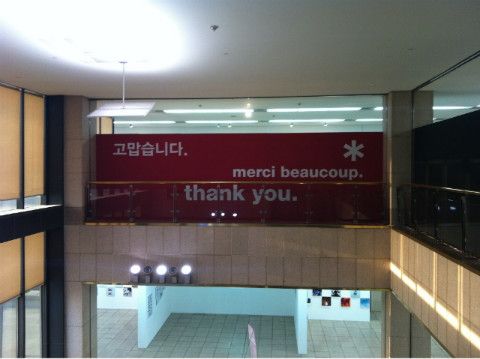 고맙습니다.
merci beaucoup.
thank you.